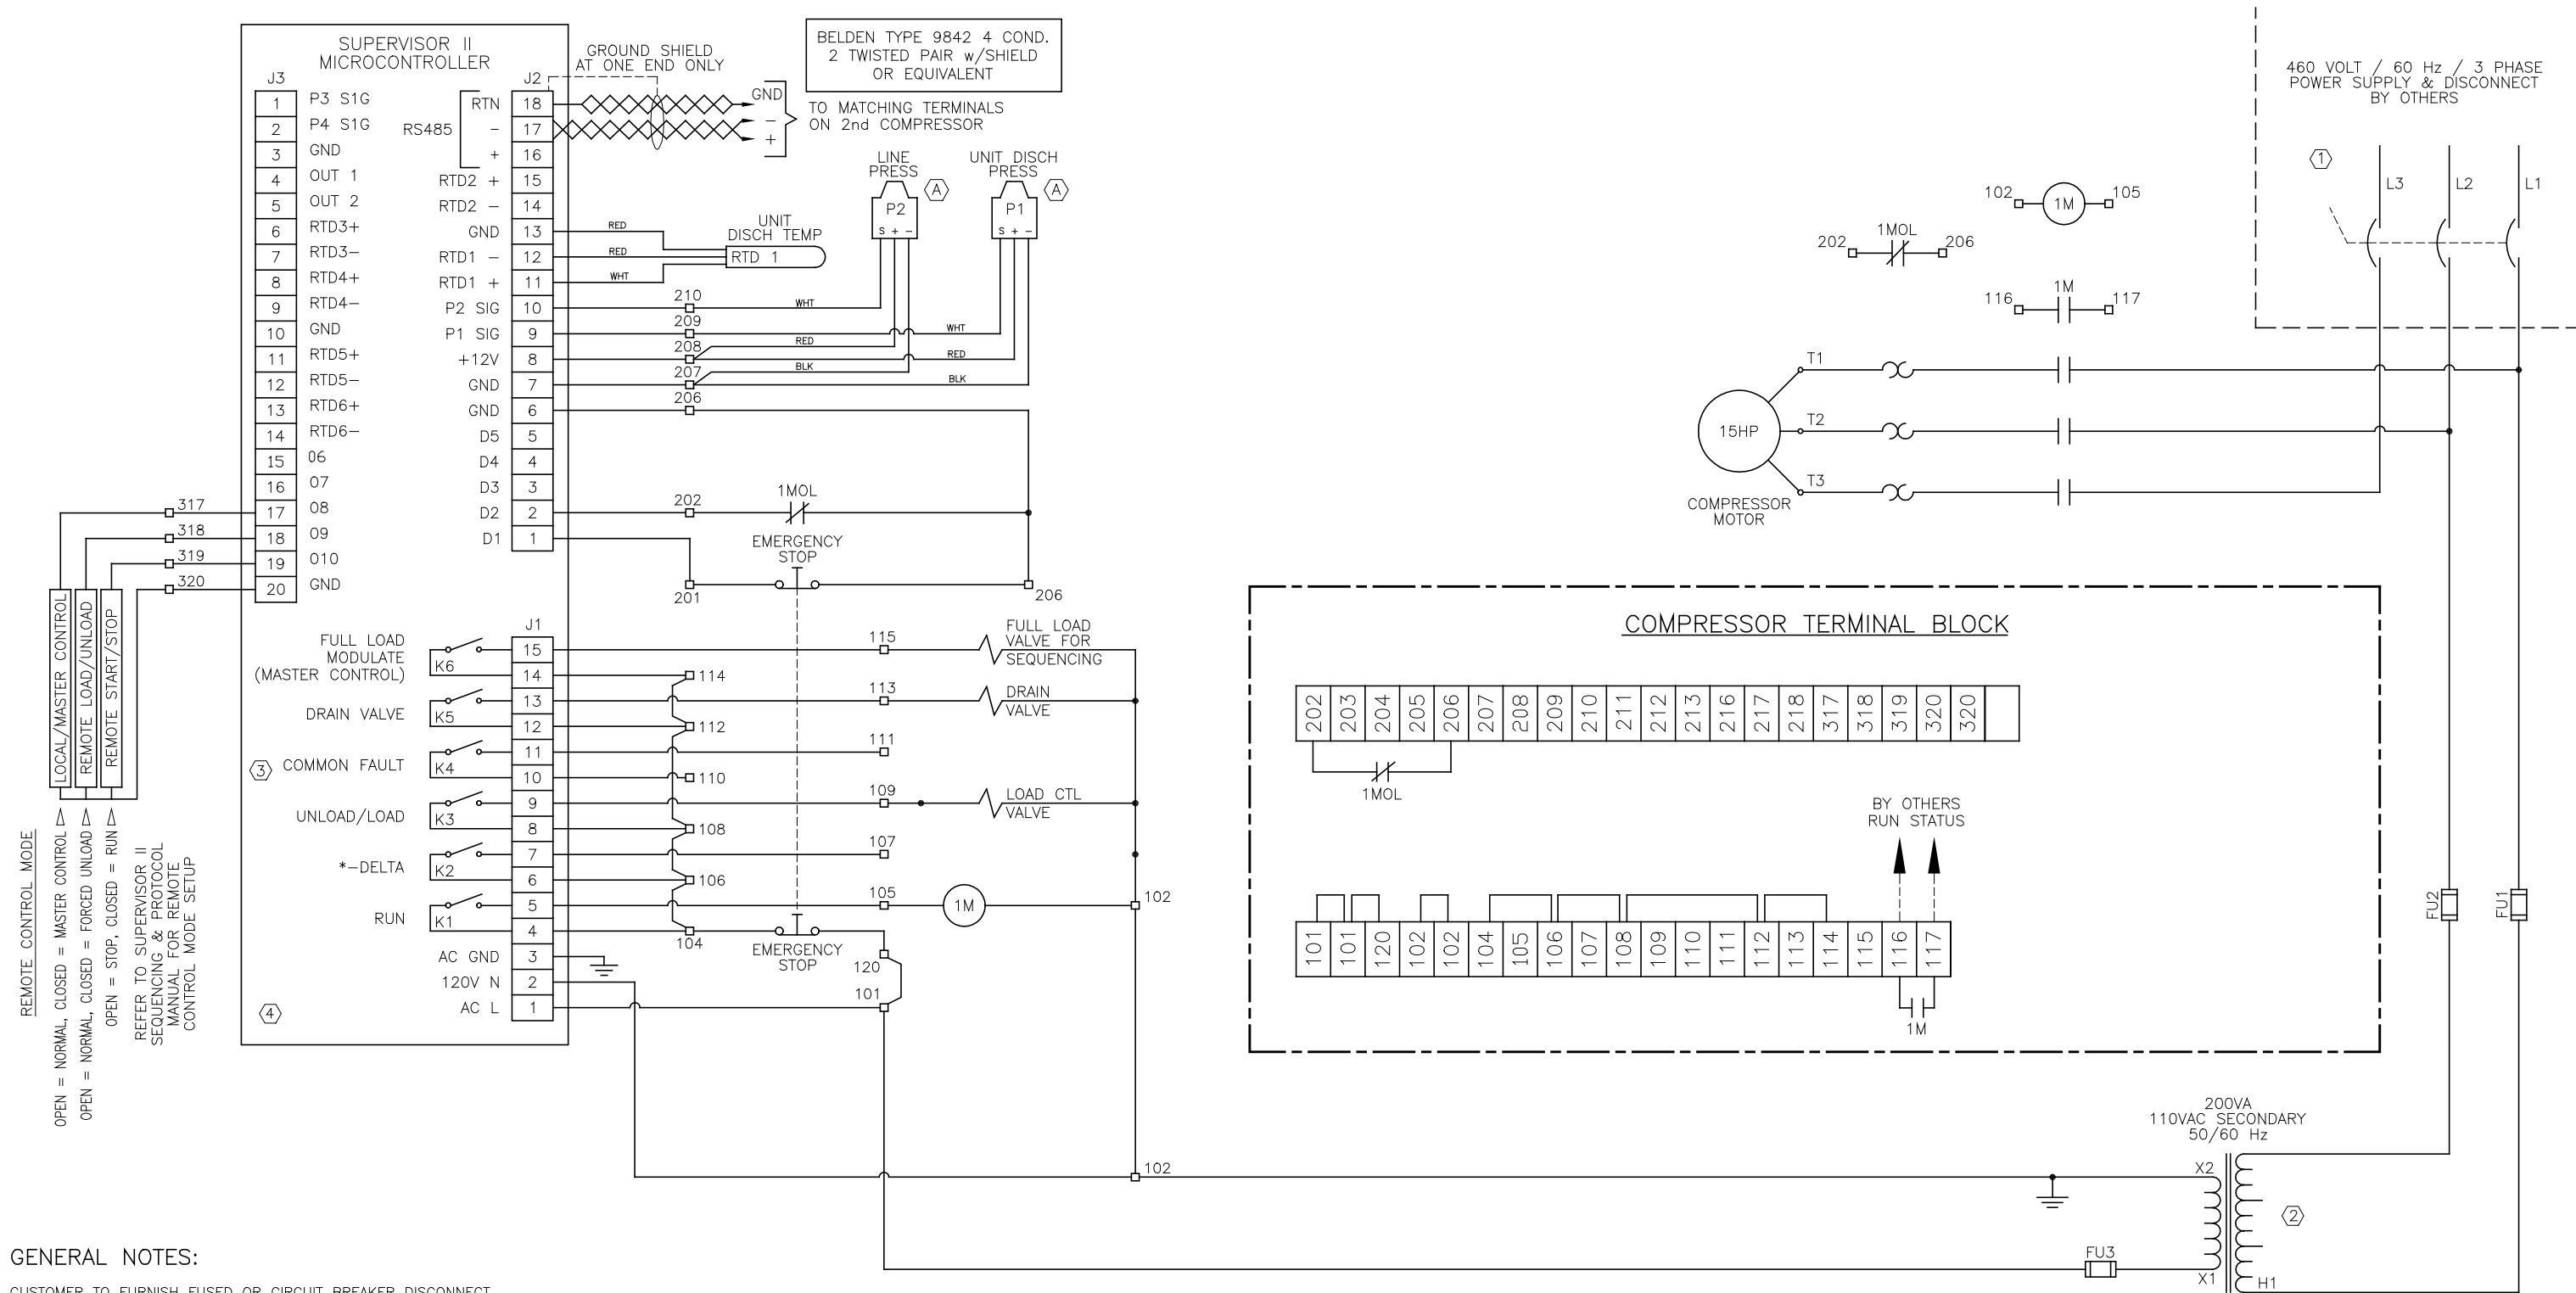 SUPERVISOR II
MICROCONTROLLER
J3
1 P3 S1G
2 P4 S1G
3 GND
4 OUT 1
5 OUT 2
6 RTD3+
7 RTD3-
8 RTD4+
9 RTD4-
10 GND
11 RTD5+
12 RTD5-
13 RTD6+
14 RTD6-
15 06
16 07
17 08
18 09
19 010
20 GND
317
318
319
320
J2
RS485
RTN 18
- 17
+ 16
RTD2 + 15
RTD2 - 14
GND 13
RTD1 - 12
RTD1 + 11
P2 SIG 10
P1 SIG 9
+12V 8
GND 7
GND 6
D5 5
D4 4
D3 3
D2 2
D1 1
GROUND SHIELD
AT ONE END ONLY
BELDEN TYPE 9842 4 COND.
2 TWISTED PAIR w/SHIELD
OR EQUIVALENT
GND
-
+
TO MATCHING TERMINALS
ON 2nd COMPRESSOR
LINE
PRESS
A
P2
S + -
UNIT DISCH
PRESS
A
P1
S + -
UNIT
DISCH TEMP
RTD 1
RED
RED
WHT
210
WHT
209
WHT
208
RED
RED
207
BLK
BLK
206
202
1MOL
EMERGENCY
STOP
201
206
J1
FULL LOAD
MODULATE
(MASTER CONTROL)
K6
15
14
DRAIN VALVE
K5
13
12
3
COMMON FAULT
K4
11
10
UNLOAD/LOAD
K3
9
8
*-DELTA
K2
7
6
RUN
K1
5
4
AC GND 3
120V N 2
AC L 1
4
115
FULL LOAD
VALVE FOR
SEQUENCING
114
113
DRAIN
VALVE
112
111
110
109
LOAD CTL
VALVE
108
107
106
105
1M
102
104
EMERGENCY
STOP
120
101
102
LOCAL/MASTER CONTROL
REMOTE LOAD/UNLOAD
REMOTE START/STOP
REMOTE CONTROL MODE
OPEN = NORMAL, CLOSED = MASTER CONTROL
OPEN = NORMAL, CLOSED = FORCED UNLOAD
OPEN = STOP, CLOSED = RUN
REFER TO SUPERVISOR II
SEQUENCING & PROTOCOL
MANUAL FOR REMOTE
CONTROL MODE SETUP
460 VOLT / 60 Hz / 3 PHASE
POWER SUPPLY & DISCONNECT
BY OTHERS
1
L3
L2
L1
102
1M
105
202
1MOL
206
116
1M
117
T1
T2
T3
15HP
COMPRESSOR
MOTOR
COMPRESSOR TERMINAL BLOCK
202 203 204 205 206 207 208 209 210 211 212 213 216 217 218 317 318 319 320 320
1MOL
BY OTHERS
RUN STATUS
101 101 120 102 102 104 105 106 107 108 109 110 111 112 113 114 115 116 117
1M
FU2
FU1
200VA
110VAC SECONDARY
50/60 Hz
X2
2
FU3
X1
H1
GENERAL NOTES:
CUSTOMER TO FURNISH FUSED OR CIRCUIT BREAKER DISCONNECT